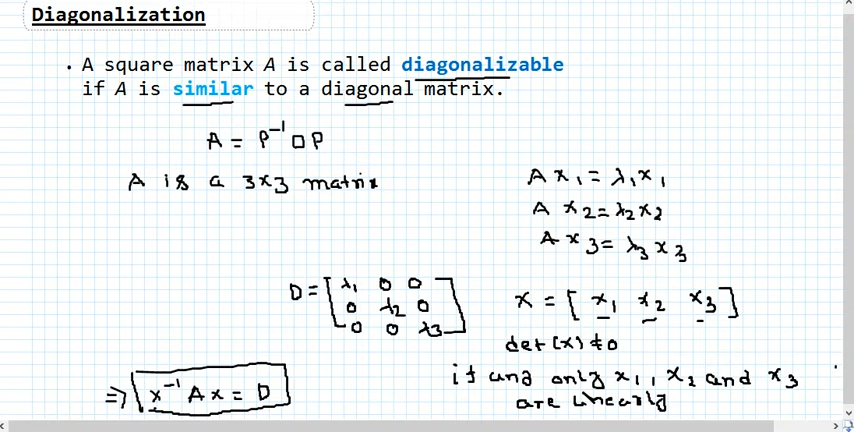 Diagonalization
. A square matrix A is called diagonalizable
if A is similar to a diagonal matrix.
A = P⁻¹DP
A is a 3x3 matrix
Ax₁ = λ₁x₁
Ax₂ = λ₂x₂
Ax₃ = λ₃x₃
D = [λ₁ 0 0
0 λ₂ 0
0 0 λ3]
X = [x₁ x₂ x₃]
det(x) ≠ 0
if and only x₁, x₂ and x₃
are linearly
⇒ x⁻¹Ax = D